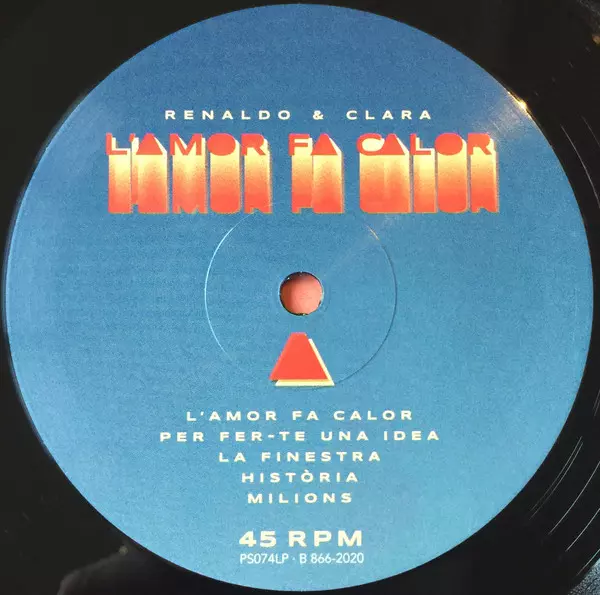 RENALDO & CLARA
L'AMOR FA CALOR
A
L'AMOR FA CALOR
PER FER-TE UNA IDEA
LA FINESTRA
HISTÒRIA
MILIONS
45 RPM
PS074LP · B 866-2020